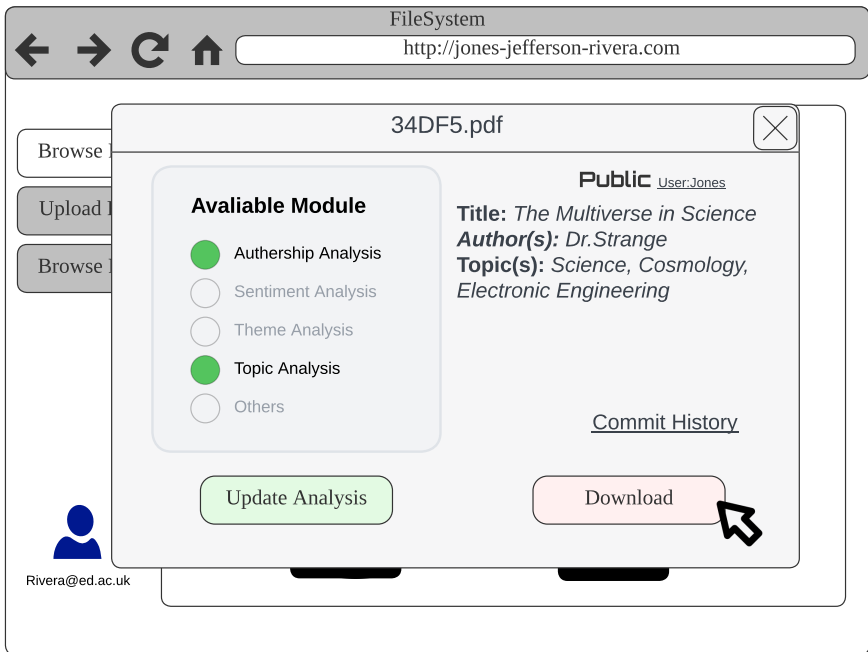 FileSystem
http://jones-jefferson-rivera.com
34DF5.pdf
Browse
Upload
Browse
Avaliable Module
Authership Analysis
Sentiment Analysis
Theme Analysis
Topic Analysis
Others
Public User:Jones
Title: The Multiverse in Science
Author(s): Dr.Strange
Topic(s): Science, Cosmology,
Electronic Engineering
Commit History
Update Analysis
Download
Rivera@ed.ac.uk